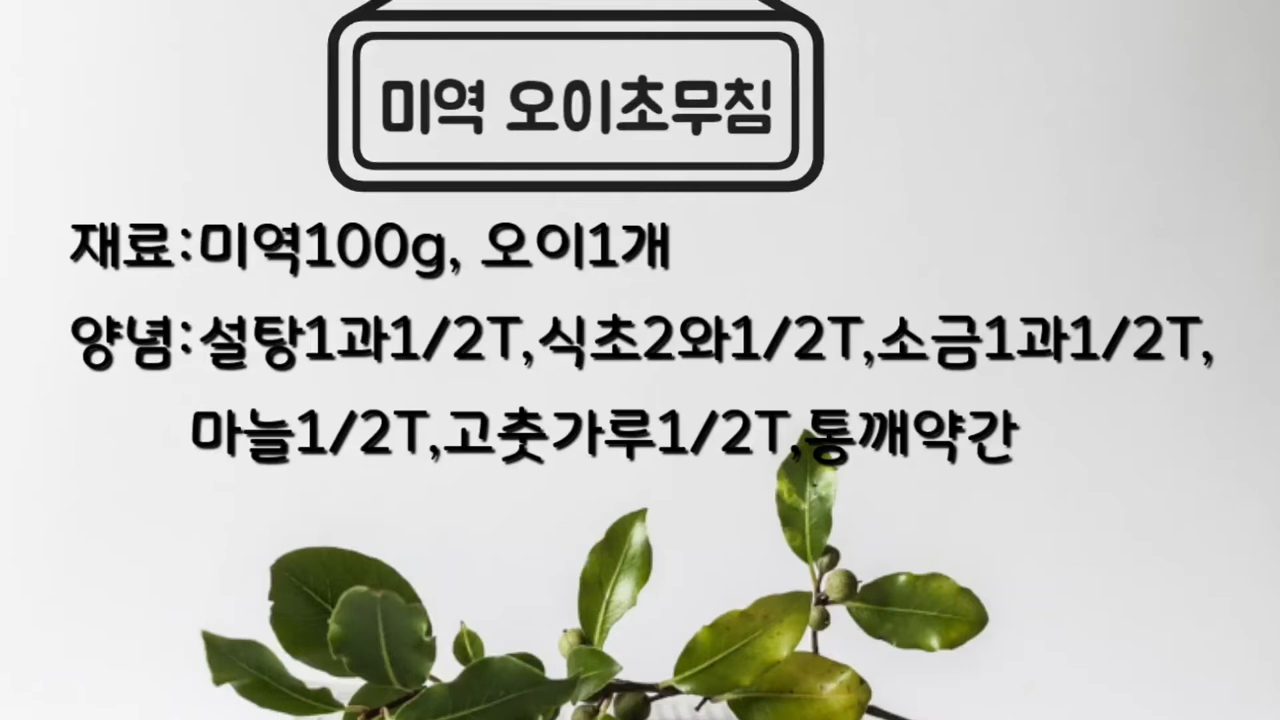 미역 오이초무침
재료:미역100g, 오이1개
양념:설탕1과1/2T,식초2와1/2T,소금1과1/2T,
마늘1/2T,고춧가루1/2T,통깨약간